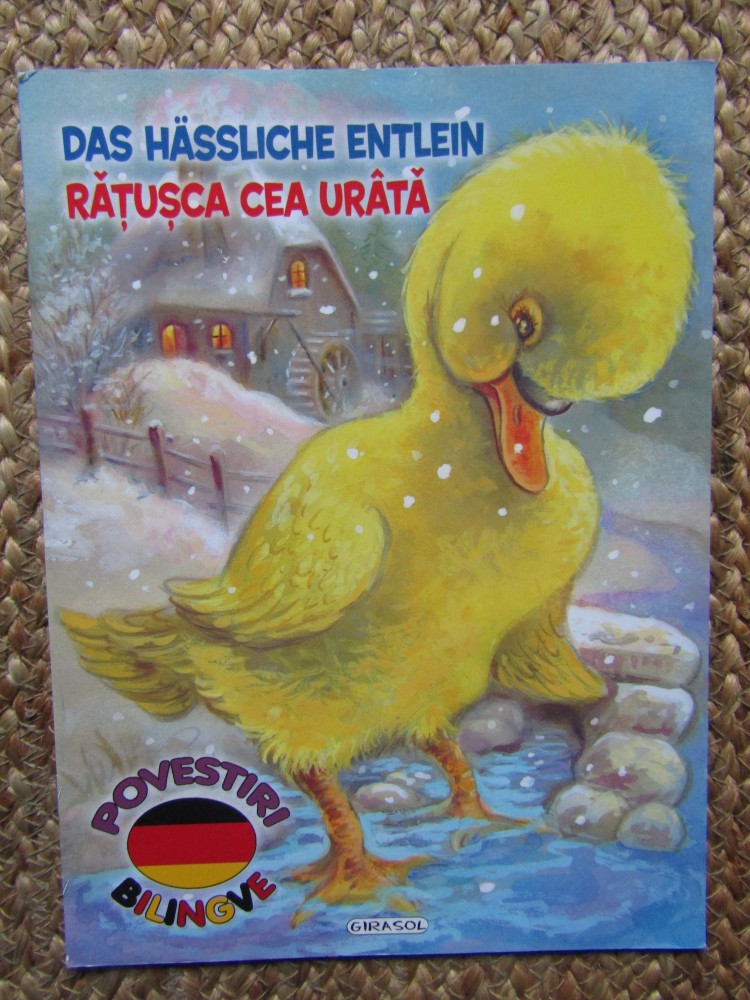 DAS HÄSSLICHE ENTLEIN
RĂȚUȘCA CEA URÂTĂ
POVESTIRI
BILINGVE
GIRASOL